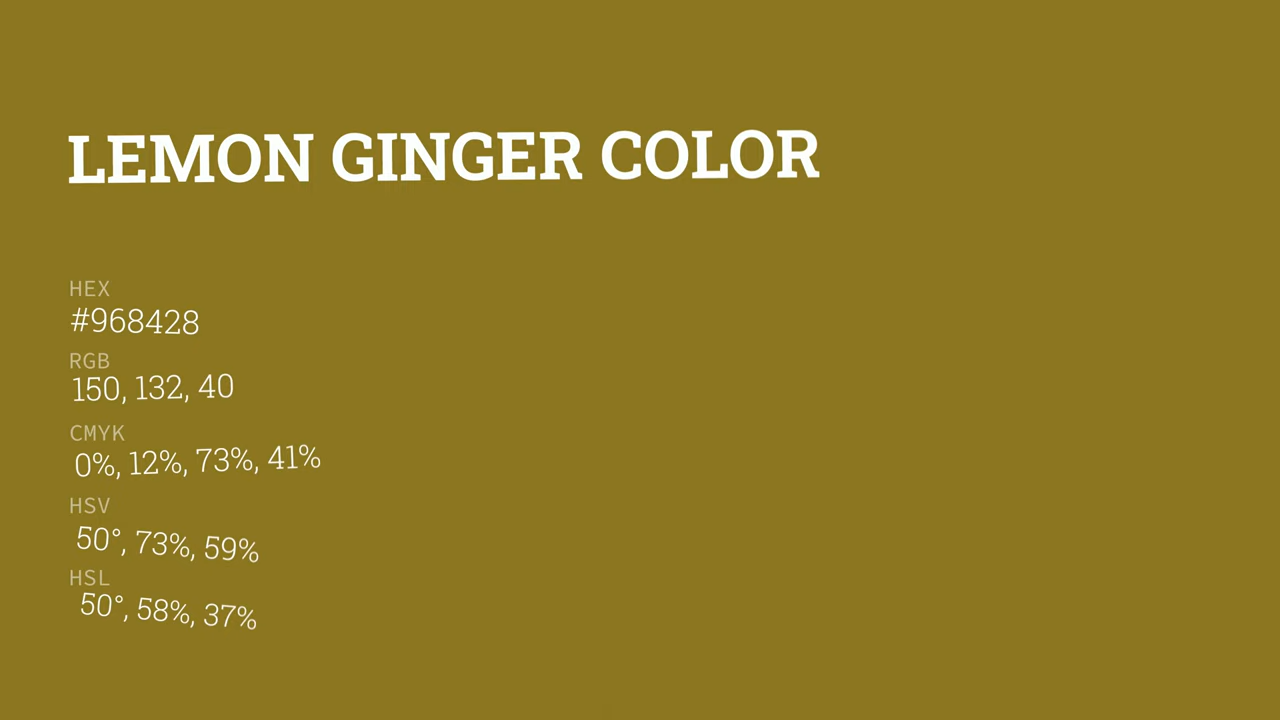 LEMON GINGER COLOR
HEX
#968428
RGB
150, 132, 40
CMYK
0%, 12%, 73%, 41%
HSV
50°, 73%, 59%
HSL
50°, 58%, 37%